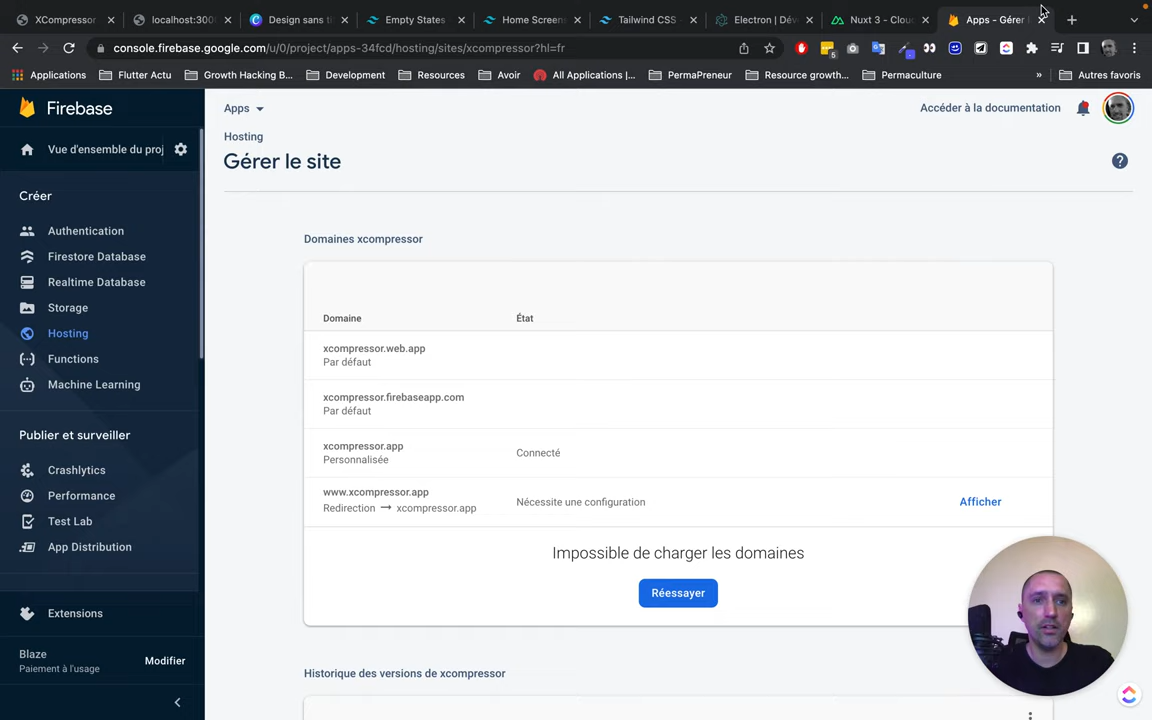 XCompressor
localhost:300
Design sans ti
Empty States
Home Screen
Tailwind CSS -
Electron | Dév
Nuxt 3 - Clou
Apps – Gérer l
console.firebase.google.com/u/0/project/apps-34fcd/hosting/sites/xcompressor?hl=fr
5
Applications
Flutter Actu
Growth Hacking B...
Development
Resources
Avoir
All Applications |...
PermaPreneur
Resource growth...
Permaculture
»
Autres favoris
Firebase
Apps
Accéder à la documentation
Vue d'ensemble du proj
Hosting
Gérer le site
Créer
Authentication
Firestore Database
Realtime Database
Storage
Hosting
Functions
Machine Learning
Publier et surveiller
Crashlytics
Performance
Test Lab
App Distribution
Extensions
Blaze
Paiement à l'usage
Modifier
Domaines xcompressor
Domaine
État
xcompressor.web.app
Par défaut
xcompressor.firebaseapp.com
Par défaut
xcompressor.app
Personnalisée
Connecté
www.xcompressor.app
Redirection → xcompressor.app
Nécessite une configuration
Afficher
Impossible de charger les domaines
Réessayer
Historique des versions de xcompressor